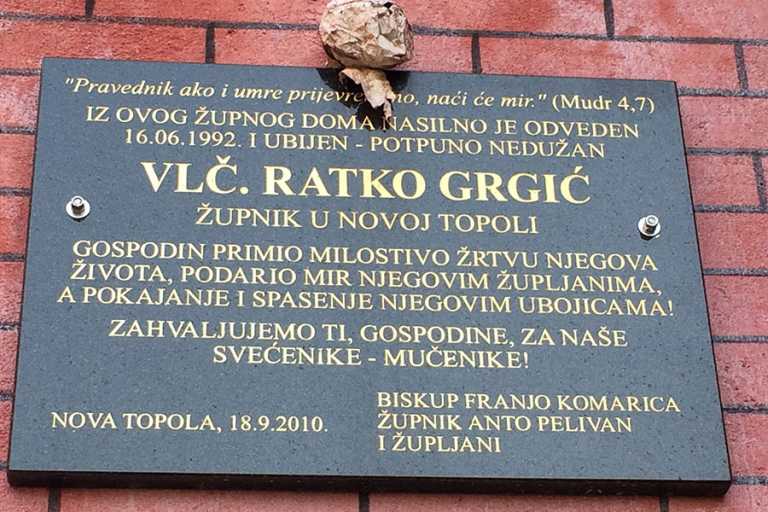 "Pravednik ako i umre prijevremeno, naći će mir." (Mudr 4,7)
IZ OVOG ŽUPNOG DOMA NASILNO JE ODVEDEN
16.06.1992. I UBIJEN - POTPUNO NEDUŽAN
VLČ. RATKO GRGIĆ
ŽUPNIK U NOVOJ TOPOLI
GOSPODIN PRIMIO MILOSTIVO ŽRTVU NJEGOVA
ŽIVOTA, PODARIO MIR NJEGOVIM ŽUPLJANIMA,
A POKAJANJE I SPASENJE NJEGOVIM UBOJICAMA!
ZAHVALJUJEMO TI, GOSPODINE, ZA NAŠE
SVEĆENIKE - MUČENIKE!
BISKUP FRANJO KOMARICA
NOVA TOPOLA, 18.9.2010. ŽUPNIK ANTO PELIVAN
I ŽUPLJANI